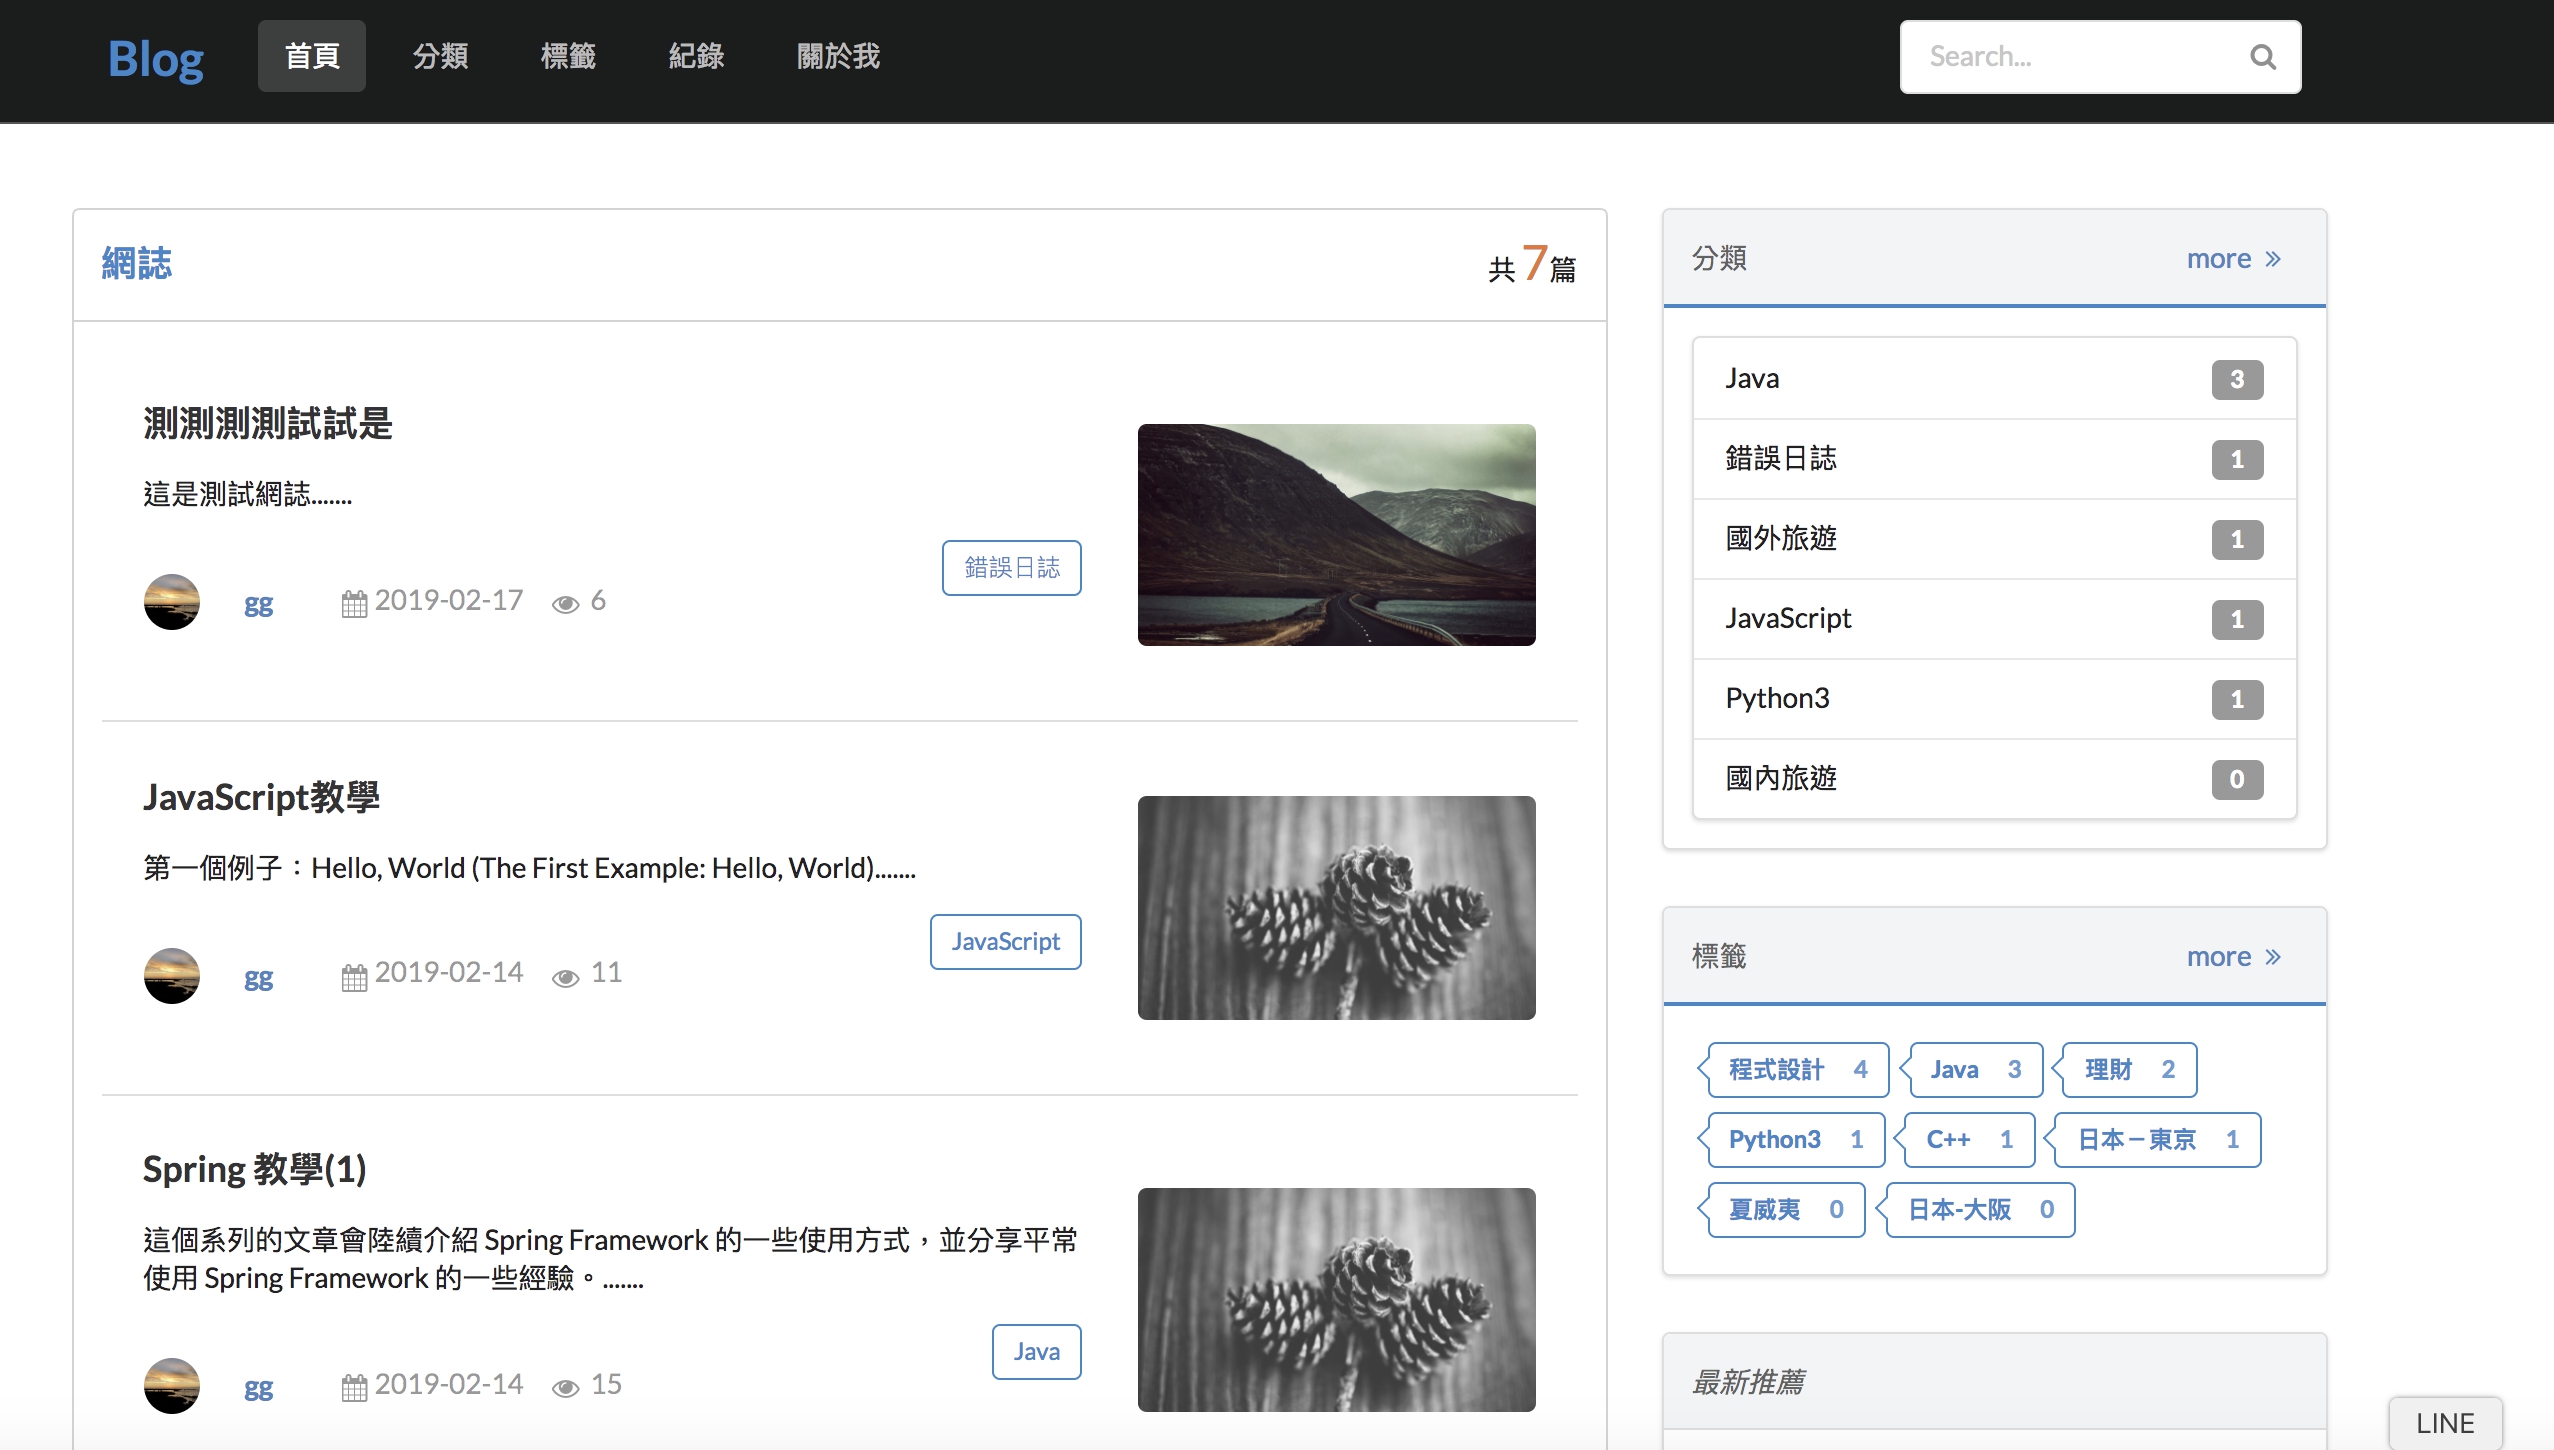 Blog 首頁 分類 標籤 紀錄 關於我 Search...
網誌 共7篇
測測測測試試是
這是測試網誌.......
錯誤日誌
gg 2019-02-17 6
JavaScript教學
第一個例子：Hello, World (The First Example: Hello, World).......
JavaScript
gg 2019-02-14 11
Spring 教學(1)
這個系列的文章會陸續介紹 Spring Framework 的一些使用方式，並分享平常
使用 Spring Framework 的一些經驗。.......
Java
gg 2019-02-14 15
分類 more
Java 3
錯誤日誌 1
國外旅遊 1
JavaScript 1
Python3 1
國內旅遊 0
標籤 more
程式設計 4 Java 3 理財 2
Python3 1 C++ 1 日本－東京 1
夏威夷 0 日本-大阪 0
最新推薦
LINE